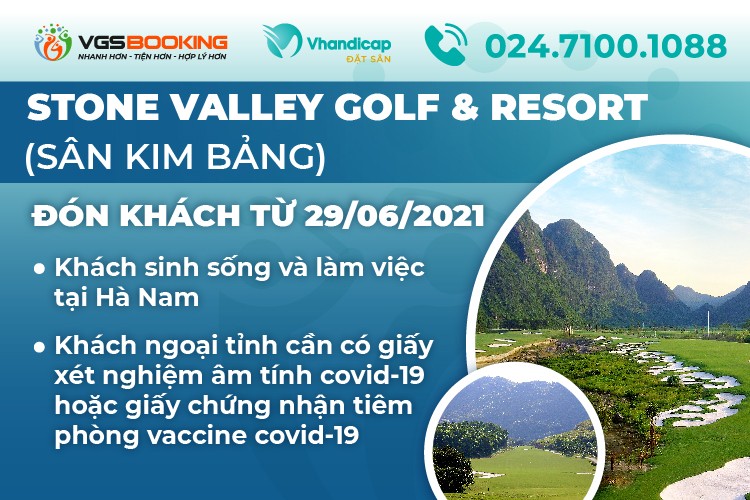 VGSBOOKING
NHANH HƠN - TIỆN HƠN - HỢP LÝ HƠN
Vhandicap
ĐẶT SÂN
024.7100.1088
STONE VALLEY GOLF & RESORT
(SÂN KIM BẢNG)
ĐÓN KHÁCH TỪ 29/06/2021
• Khách sinh sống và làm việc
tại Hà Nam
• Khách ngoại tỉnh cần có giấy
xét nghiệm âm tính covid-19
hoặc giấy chứng nhận tiêm
phòng vaccine covid-19